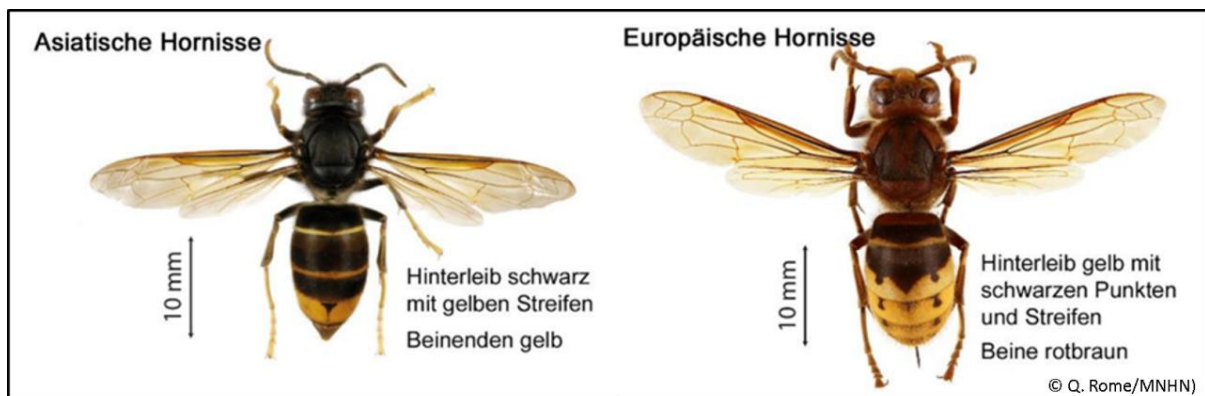 Asiatische Hornisse
10 mm
Hinterleib schwarz
mit gelben Streifen
Beinenden gelb
Europäische Hornisse
10 mm
Hinterleib gelb mit
schwarzen Punkten
und Streifen
Beine rotbraun
© Q. Rome/MNHN)